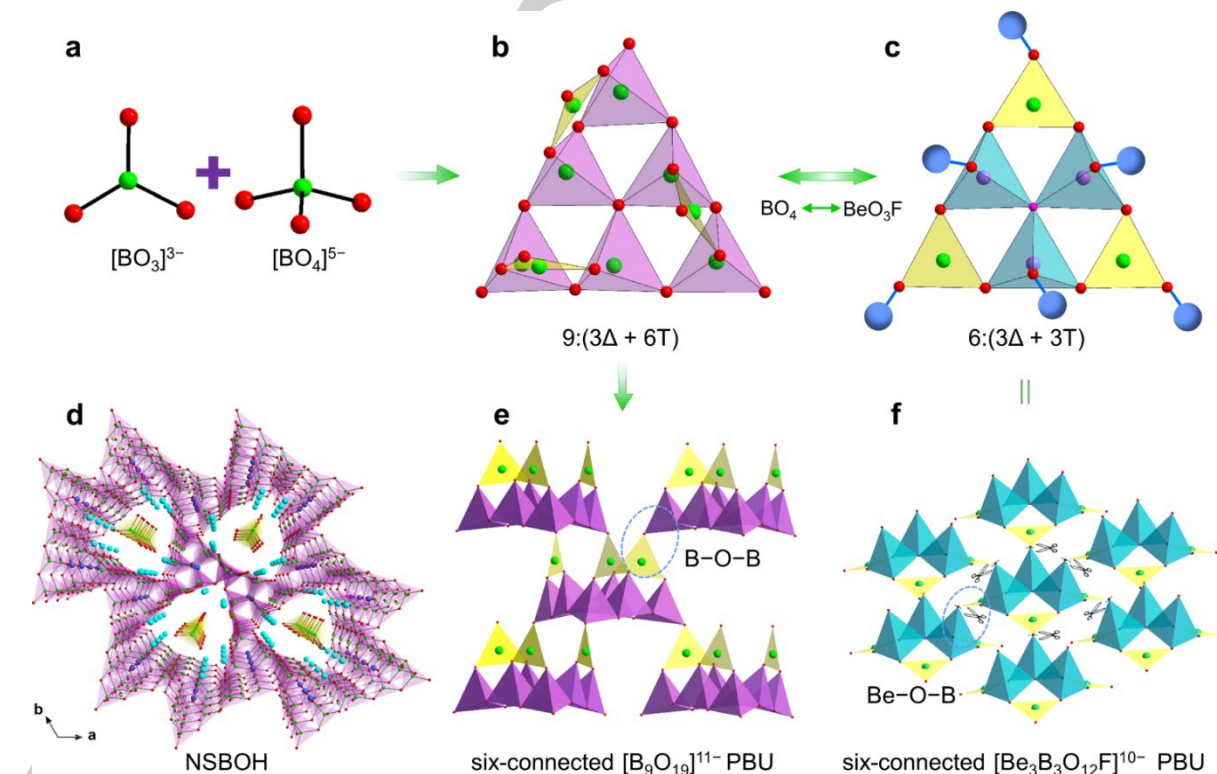 a
b
c
[BO₃]³⁻
[BO₄]⁵⁻
9:(3Δ + 6T)
BO₄
BeO₃F
6:(3Δ + 3T)
d
e
f
B−O−B
Be−O−B
b
a
NSBOH
six-connected [B₉O₁₉]¹¹⁻ PBU
six-connected [Be₃B₃O₁₂F]¹⁰⁻ PBU